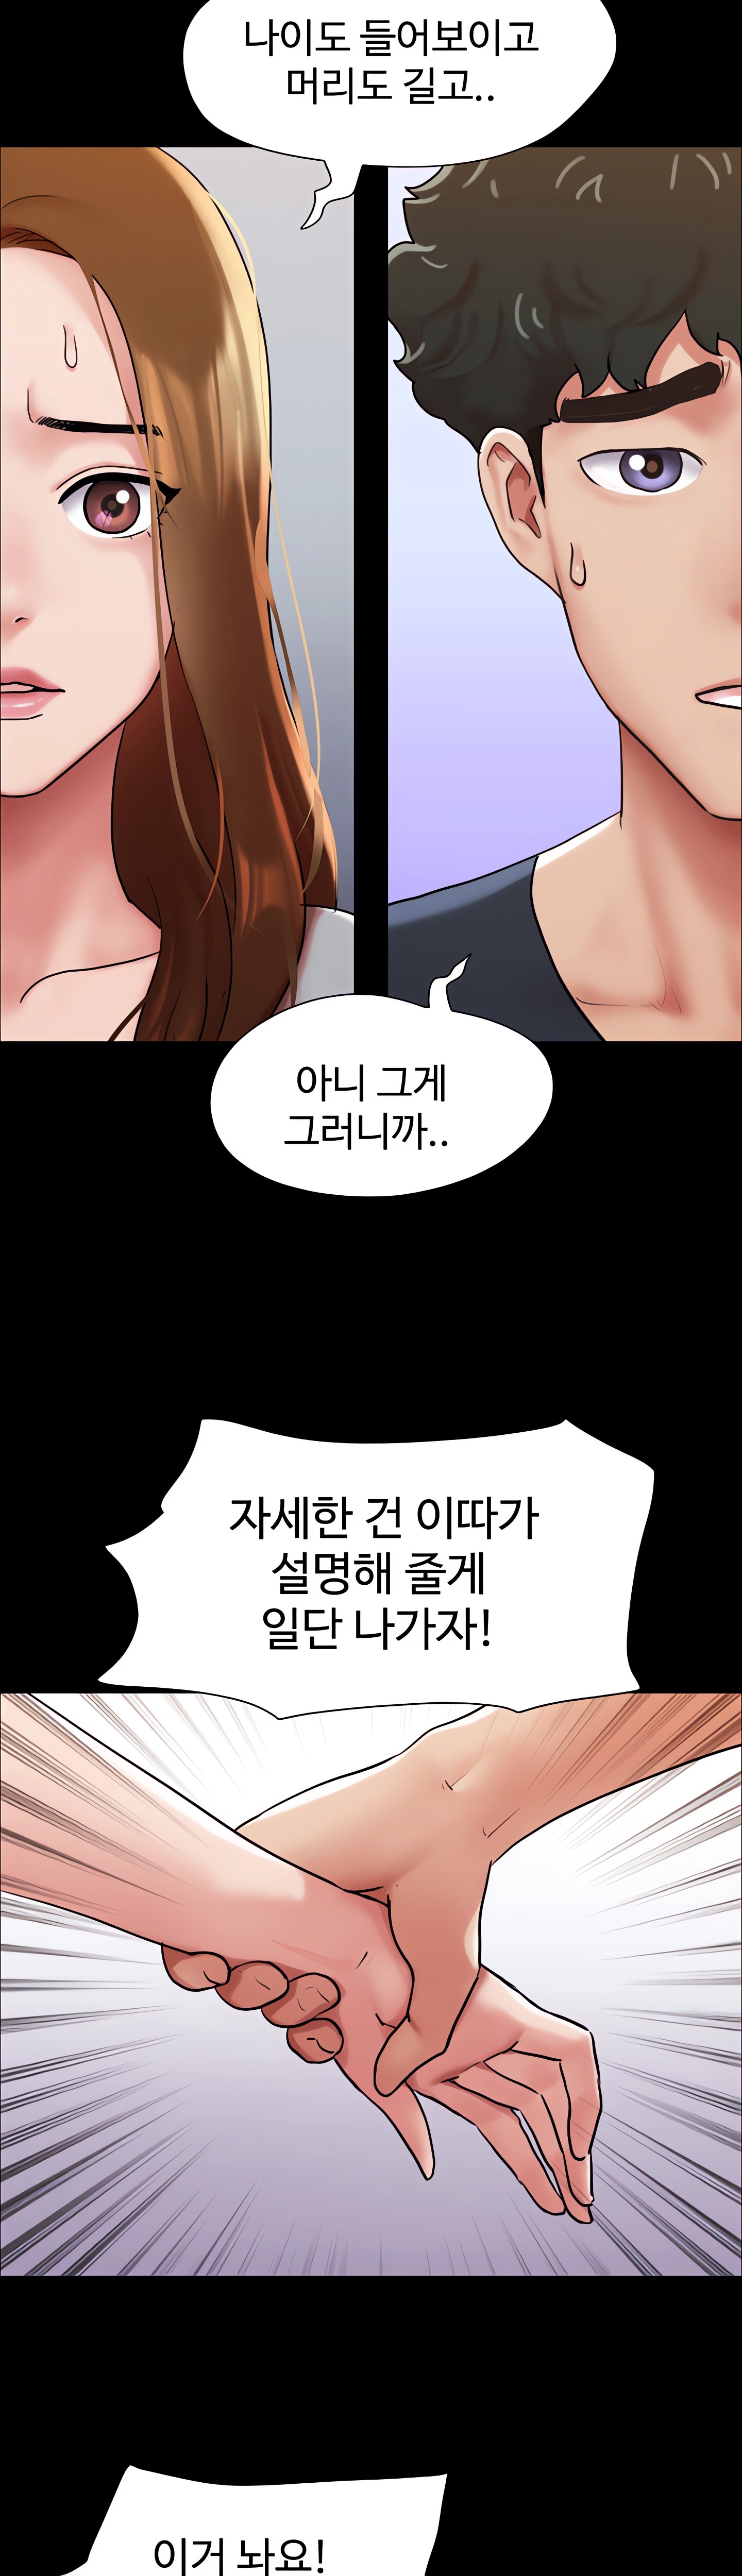 나이도 들어보이고
머리도 길고..
아니 그게
그러니까..
자세한 건 이따가
설명해 줄게
일단 나가자!
이거 놔요!